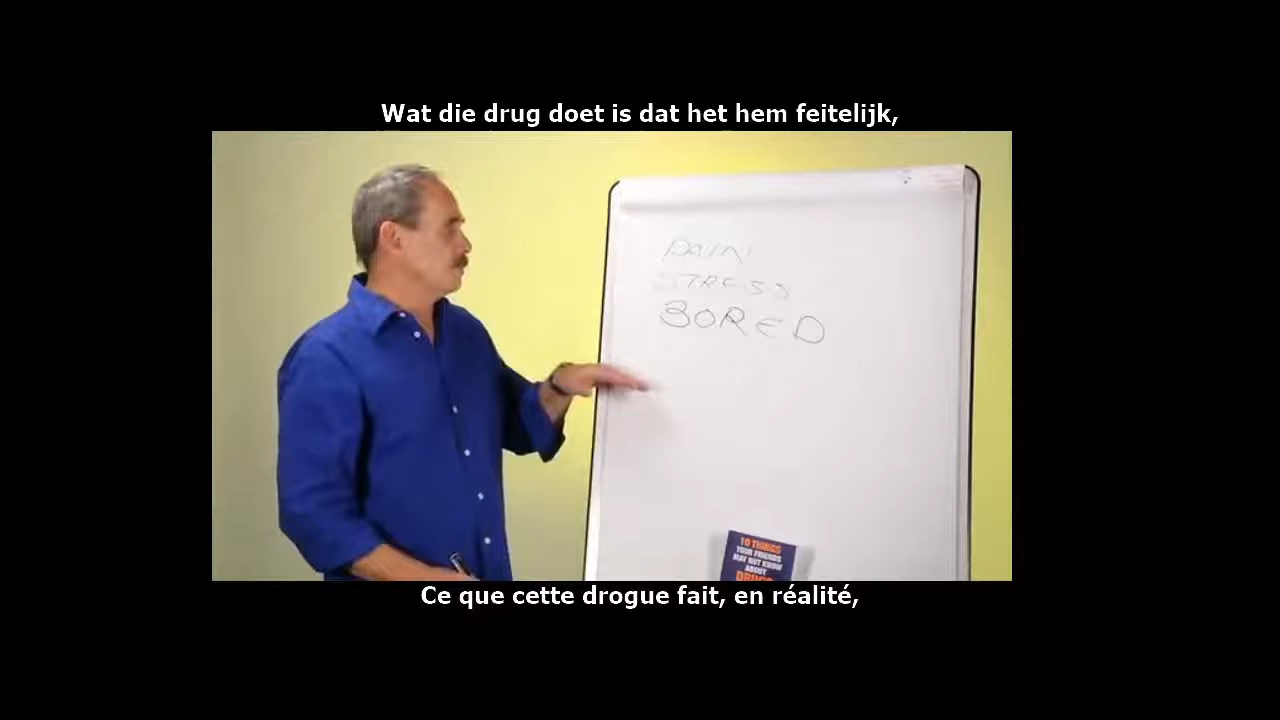 Wat die drug doet is dat het hem feitelijk,
PAIN
STRESS
BORED
10 THINGS
YOUR FRIENDS
MAY NOT KNOW
ABOUT
DRUGS
Ce que cette drogue fait, en réalité,